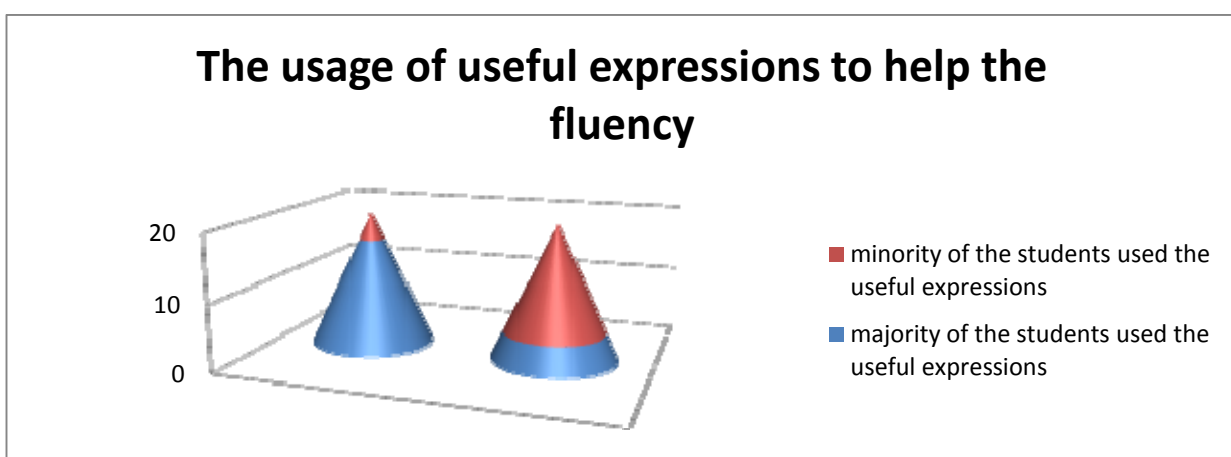 The usage of useful expressions to help the
fluency
20
10
0
minority of the students used the
useful expressions
majority of the students used the
useful expressions